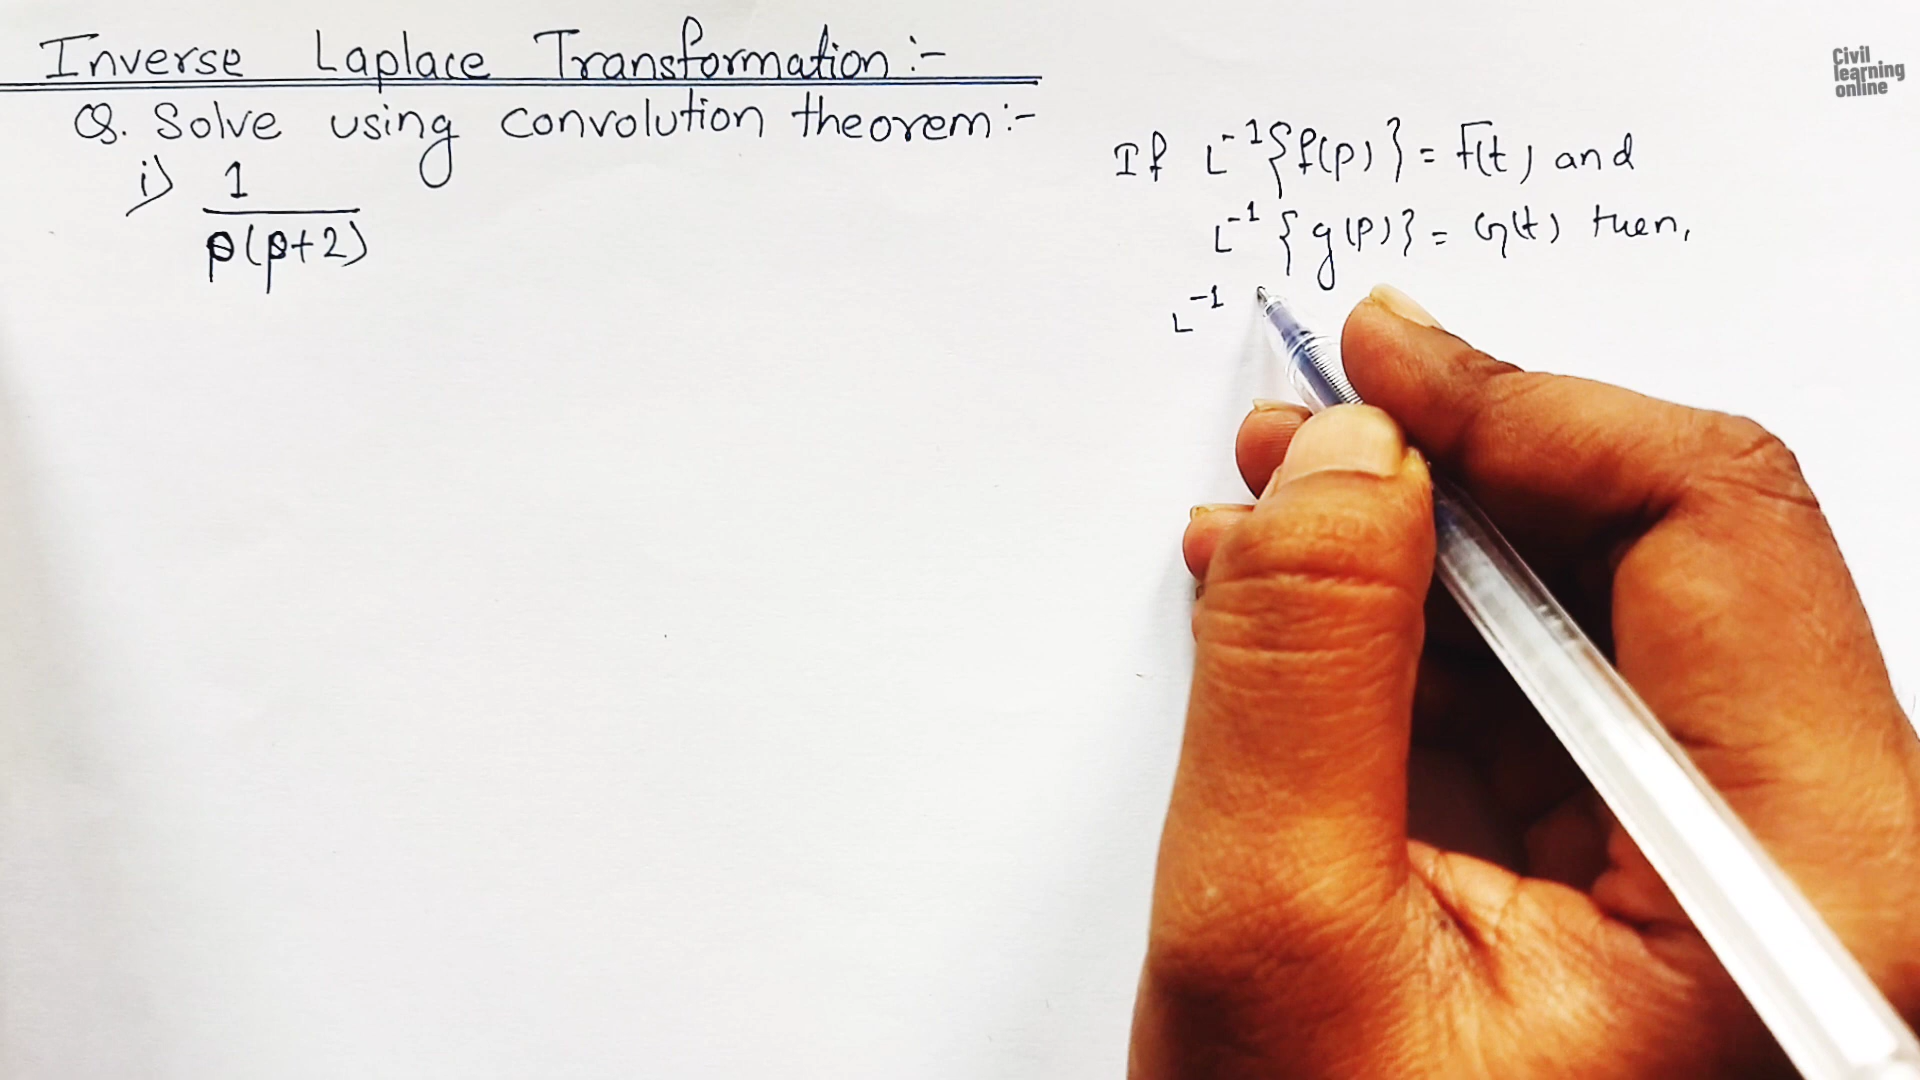 Inverse Laplace Transformation :-
Q. Solve using convolution theorem :-
i) 1
p(p+2)
If L⁻¹{f(p)} = F(t) and
L⁻¹{g(p)} = G(t) then,
L⁻¹
Civil
learning
online